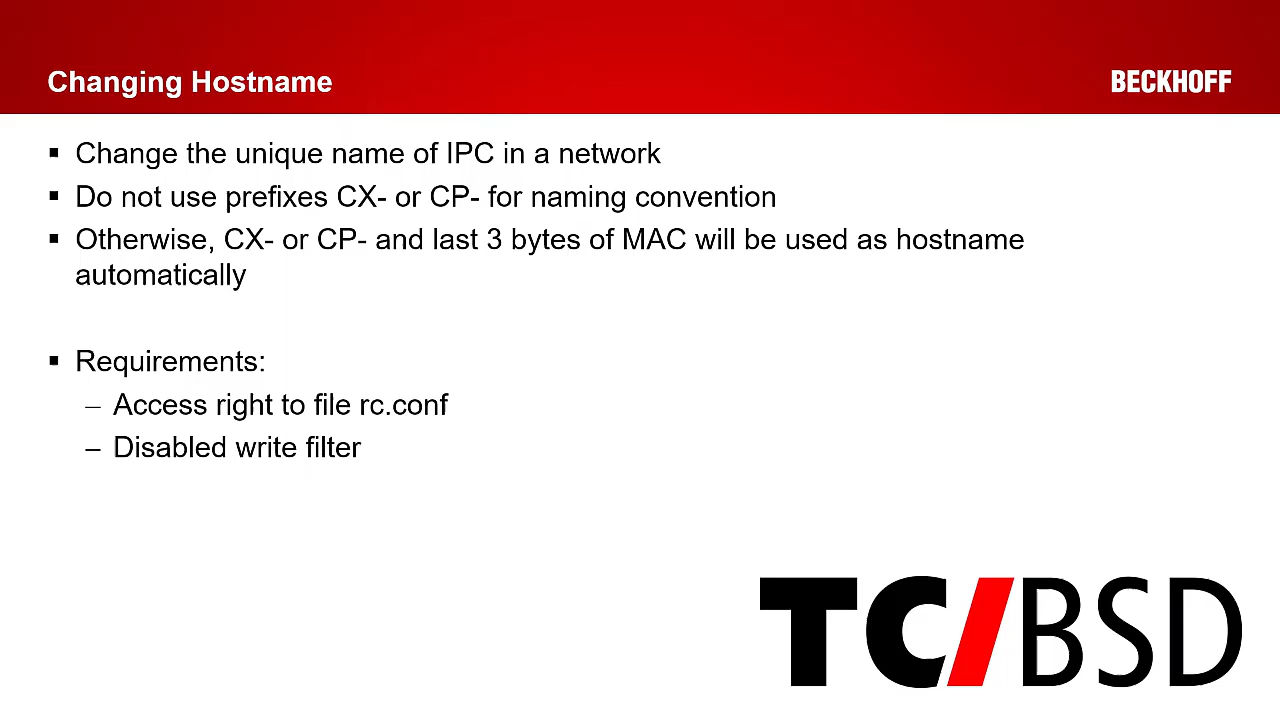 Changing Hostname
BECKHOFF
▪ Change the unique name of IPC in a network
▪ Do not use prefixes CX- or CP- for naming convention
▪ Otherwise, CX- or CP- and last 3 bytes of MAC will be used as hostname
automatically
▪ Requirements:
– Access right to file rc.conf
– Disabled write filter
TC/BSD